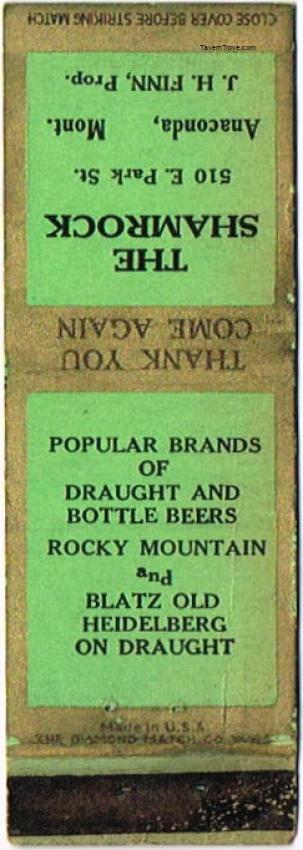 CLOSE COVER BEFORE STRIKING MATCH
TavernTrove.com
THE
SHAMROCK
510 E. Park St.
Anaconda, Mont.
J. H. FINN, Prop.
THANK YOU
COME AGAIN
POPULAR BRANDS
OF
DRAUGHT AND
BOTTLE BEERS
ROCKY MOUNTAIN
and
BLATZ OLD
HEIDELBERG
ON DRAUGHT
Made in U.S.A.
THE DIAMOND MATCH CO.